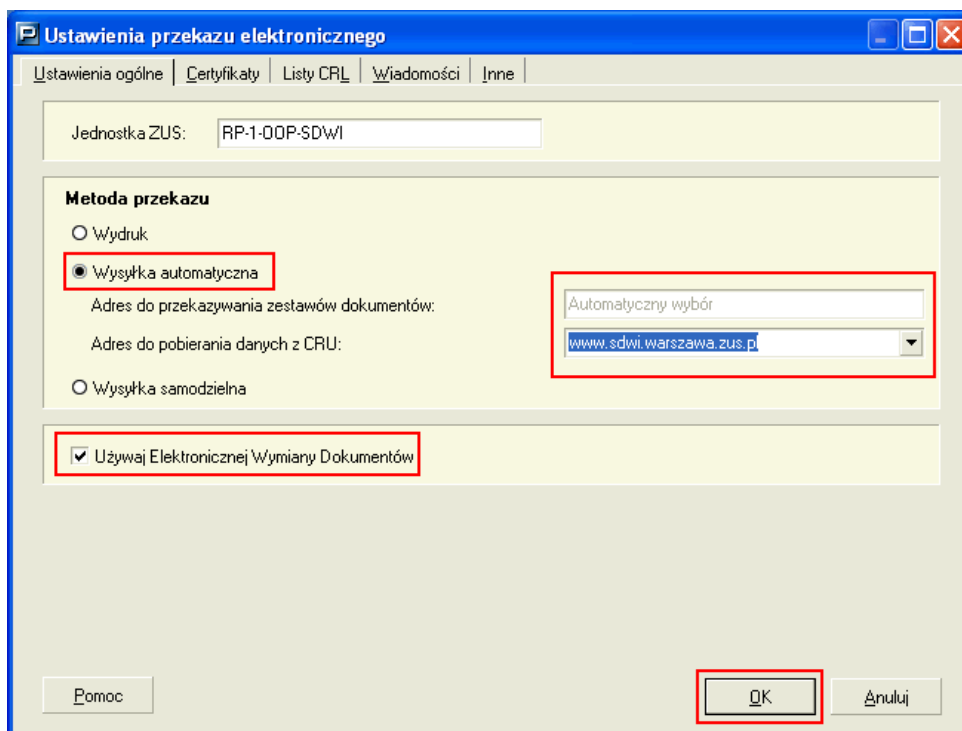 Ustawienia przekazu elektronicznego
Ustawienia ogólne Certyfikaty Listy CRL Wiadomości Inne
Jednostka ZUS: RP-1-OOP-SDWI
Metoda przekazu
Wydruk
Wysyłka automatyczna
Adres do przekazywania zestawów dokumentów: Automatyczny wybór
Adres do pobierania danych z CRU: www.sdwi.warszawa.zus.pl
Wysyłka samodzielna
Używaj Elektronicznej Wymiany Dokumentów
Pomoc OK Anuluj